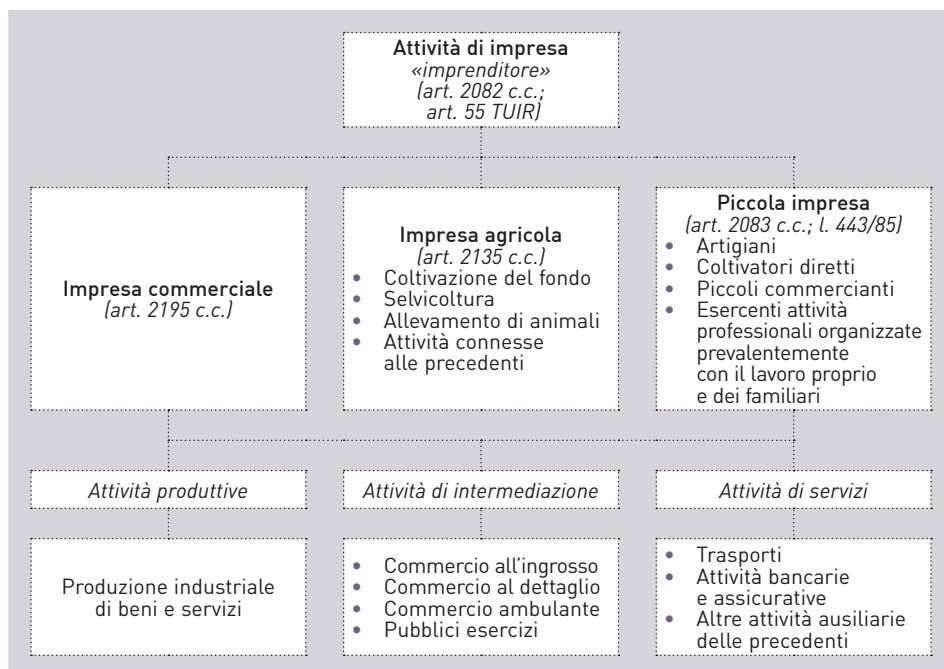 Attività di impresa
«imprenditore»
(art. 2082 c.c.;
art. 55 TUIR)
Impresa commerciale
(art. 2195 c.c.)
Impresa agricola
(art. 2135 c.c.)
• Coltivazione del fondo
• Selvicoltura
• Allevamento di animali
• Attività connesse
alle precedenti
Piccola impresa
(art. 2083 c.c.; l. 443/85)
• Artigiani
• Coltivatori diretti
• Piccoli commercianti
• Esercenti attività
professionali organizzate
prevalentemente
con il lavoro proprio
e dei familiari
Attività produttive
Attività di intermediazione
Attività di servizi
Produzione industriale
di beni e servizi
• Commercio all'ingrosso
• Commercio al dettaglio
• Commercio ambulante
• Pubblici esercizi
• Trasporti
• Attività bancarie
e assicurative
• Altre attività ausiliarie
delle precedenti